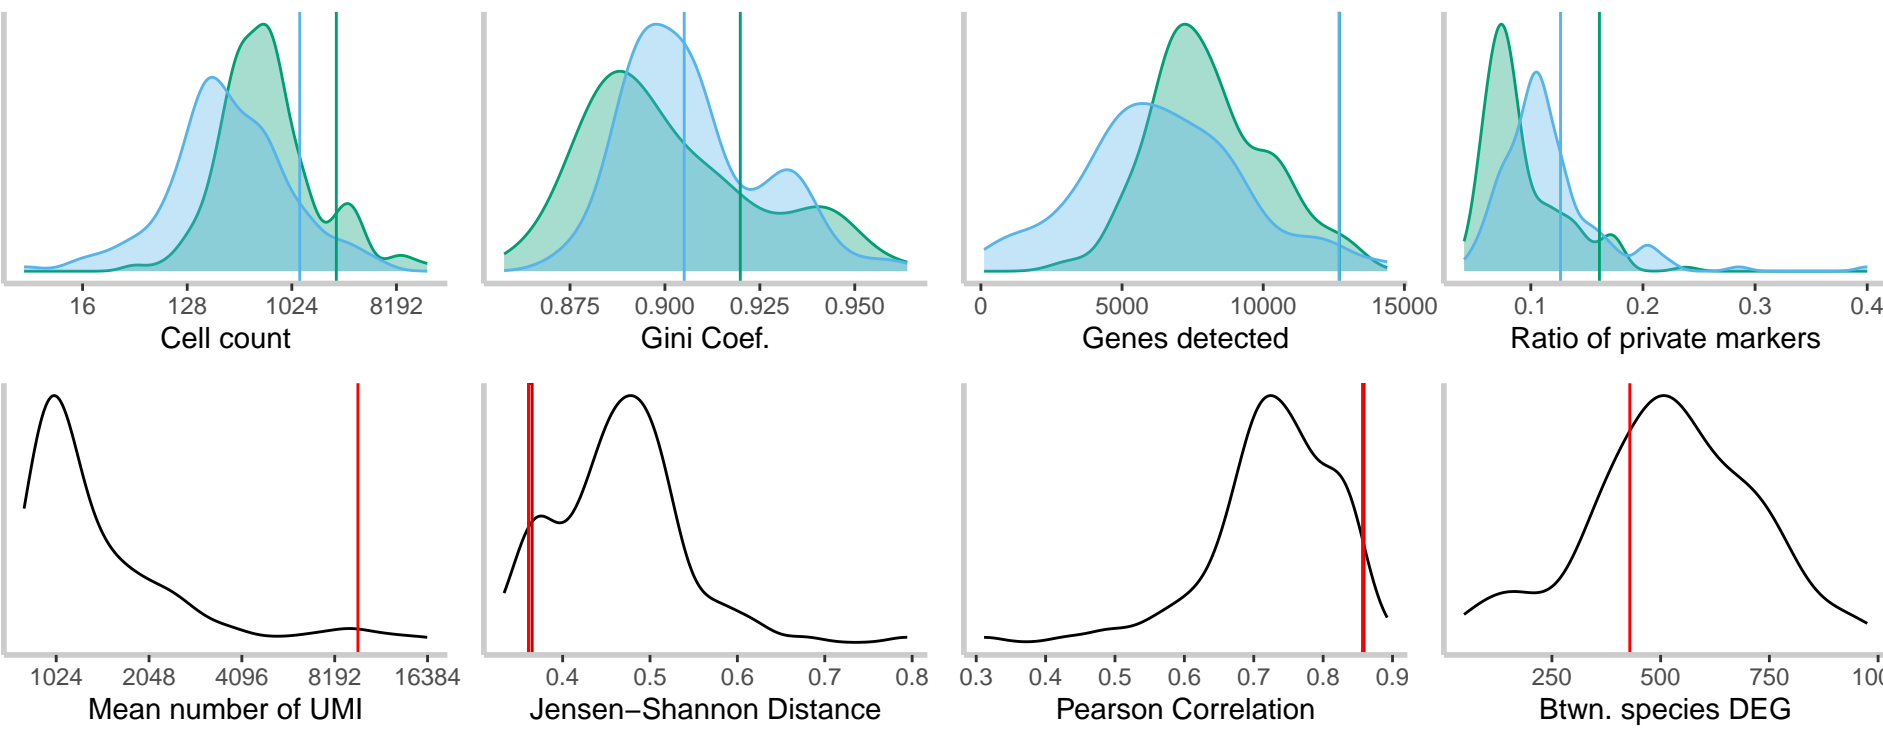 16 128 1024 8192
Cell count
0.875 0.900 0.925 0.950
Gini Coef.
0 5000 10000 15000
Genes detected
0.1 0.2 0.3 0.4
Ratio of private markers
1024 2048 4096 8192 16384
Mean number of UMI
0.4 0.5 0.6 0.7 0.8
Jensen−Shannon Distance
0.3 0.4 0.5 0.6 0.7 0.8 0.9
Pearson Correlation
250 500 750
Btwn. species DEG